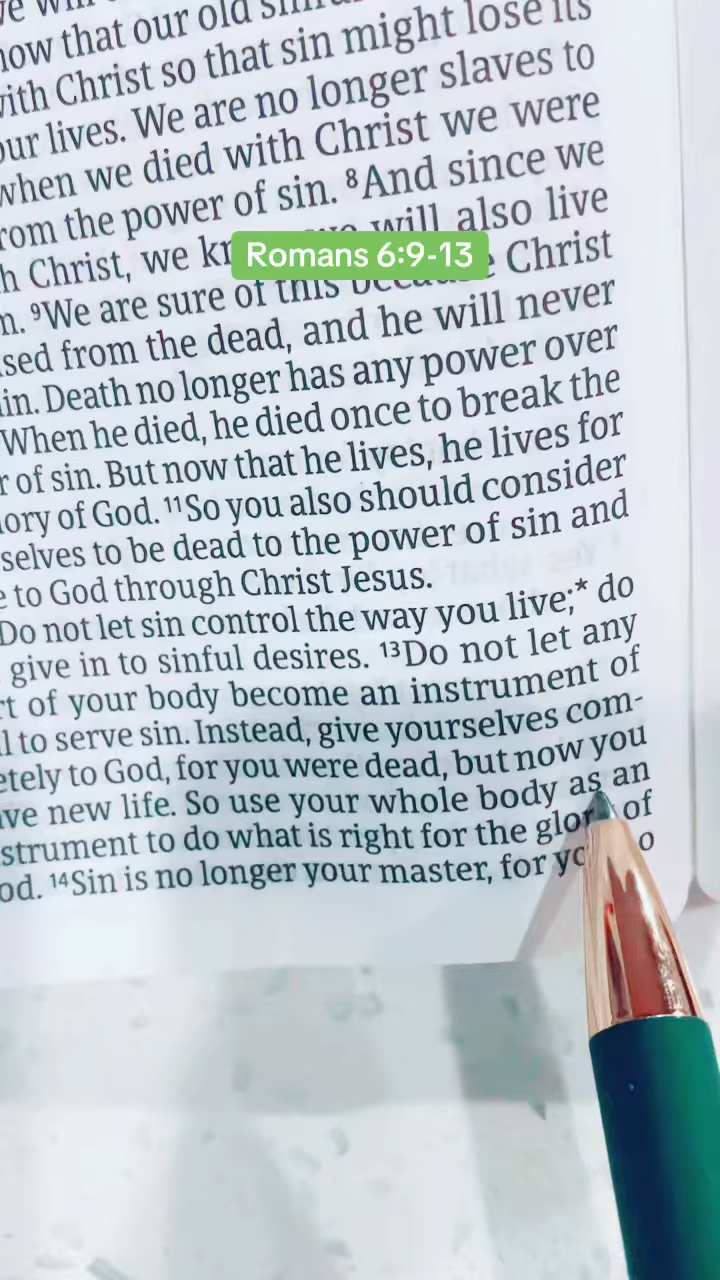 now that our old
with Christ so that sin might lose its
our lives. We are no longer slaves to
when we died with Christ we were
rom the power of sin. ⁸And since we
h Christ, we will also live
Romans 6:9-13
n. ⁹We are sure of this because Christ
sed from the dead, and he will never
in. Death no longer has any power over
When he died, he died once to break the
r of sin. But now that he lives, he lives for
lory of God. ¹¹So you also should consider
selves to be dead to the power of sin and
e to God through Christ Jesus.
Do not let sin control the way you live;* do
give in to sinful desires. ¹³Do not let any
rt of your body become an instrument of
l to serve sin. Instead, give yourselves com-
etely to God, for you were dead, but now you
ve new life. So use your whole body as an
strument to do what is right for the glor of
od. ¹⁴Sin is no longer your master, for yo o